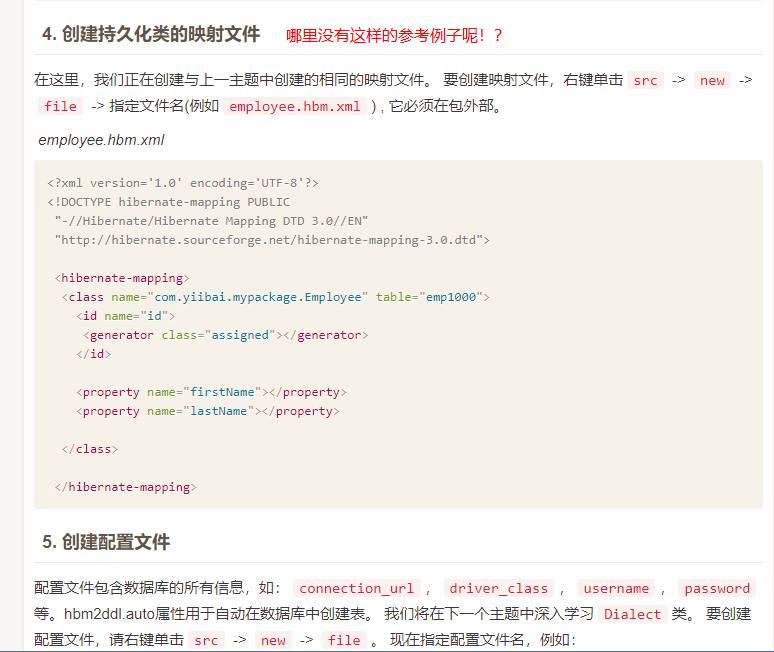 4. 创建持久化类的映射文件 哪里没有这样的参考例子呢！？
在这里，我们正在创建与上一主题中创建的相同的映射文件。 要创建映射文件，右键单击 src -> new ->
file -> 指定文件名(例如 employee.hbm.xml )，它必须在包外部。
employee.hbm.xml
<?xml version='1.0' encoding='UTF-8'?>
<!DOCTYPE hibernate-mapping PUBLIC
"-//Hibernate/Hibernate Mapping DTD 3.0//EN"
"http://hibernate.sourceforge.net/hibernate-mapping-3.0.dtd">
<hibernate-mapping>
<class name="com.yiibai.mypackage.Employee" table="emp1000">
<id name="id">
<generator class="assigned"></generator>
</id>
<property name="firstName"></property>
<property name="lastName"></property>
</class>
</hibernate-mapping>
5. 创建配置文件
配置文件包含数据库的所有信息，如： connection_url ， driver_class ， username ， password
等。hbm2ddl.auto属性用于自动在数据库中创建表。 我们将在下一个主题中深入学习 Dialect 类。 要创建
配置文件，请右键单击 src -> new -> file 。 现在指定配置文件名，例如：